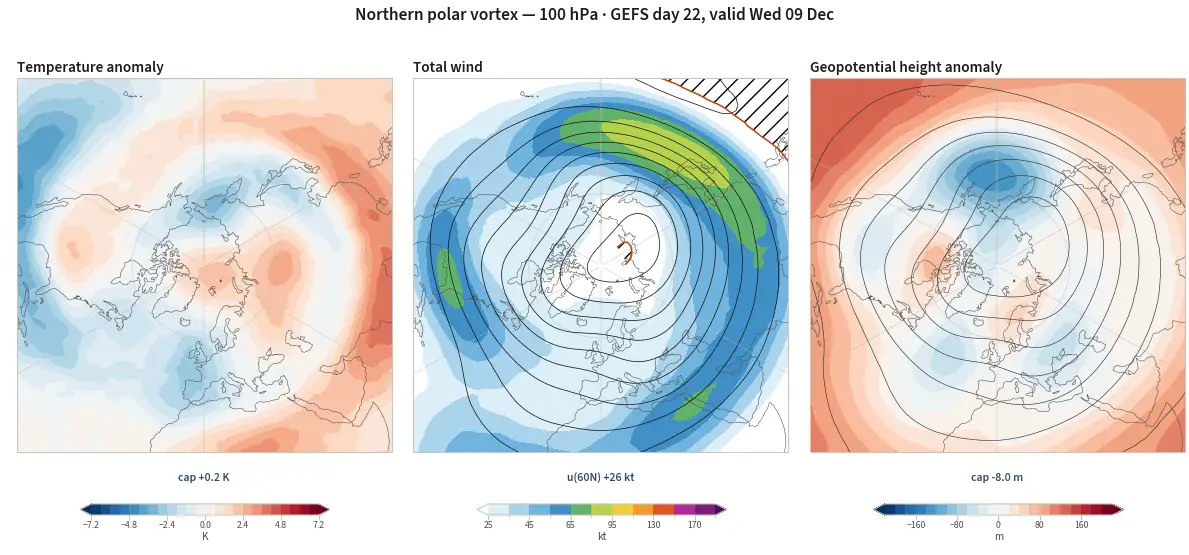 Northern polar vortex — 100 hPa · GEFS day 22, valid Wed 09 Dec
Temperature anomaly
Total wind
Geopotential height anomaly
cap +0.2 K
u(60N) +26 kt
cap -8.0 m
−7.2 −4.8 −2.4 0.0 2.4 4.8 7.2
K
25 45 65 95 130 170
kt
−160 −80 0 80 160
m